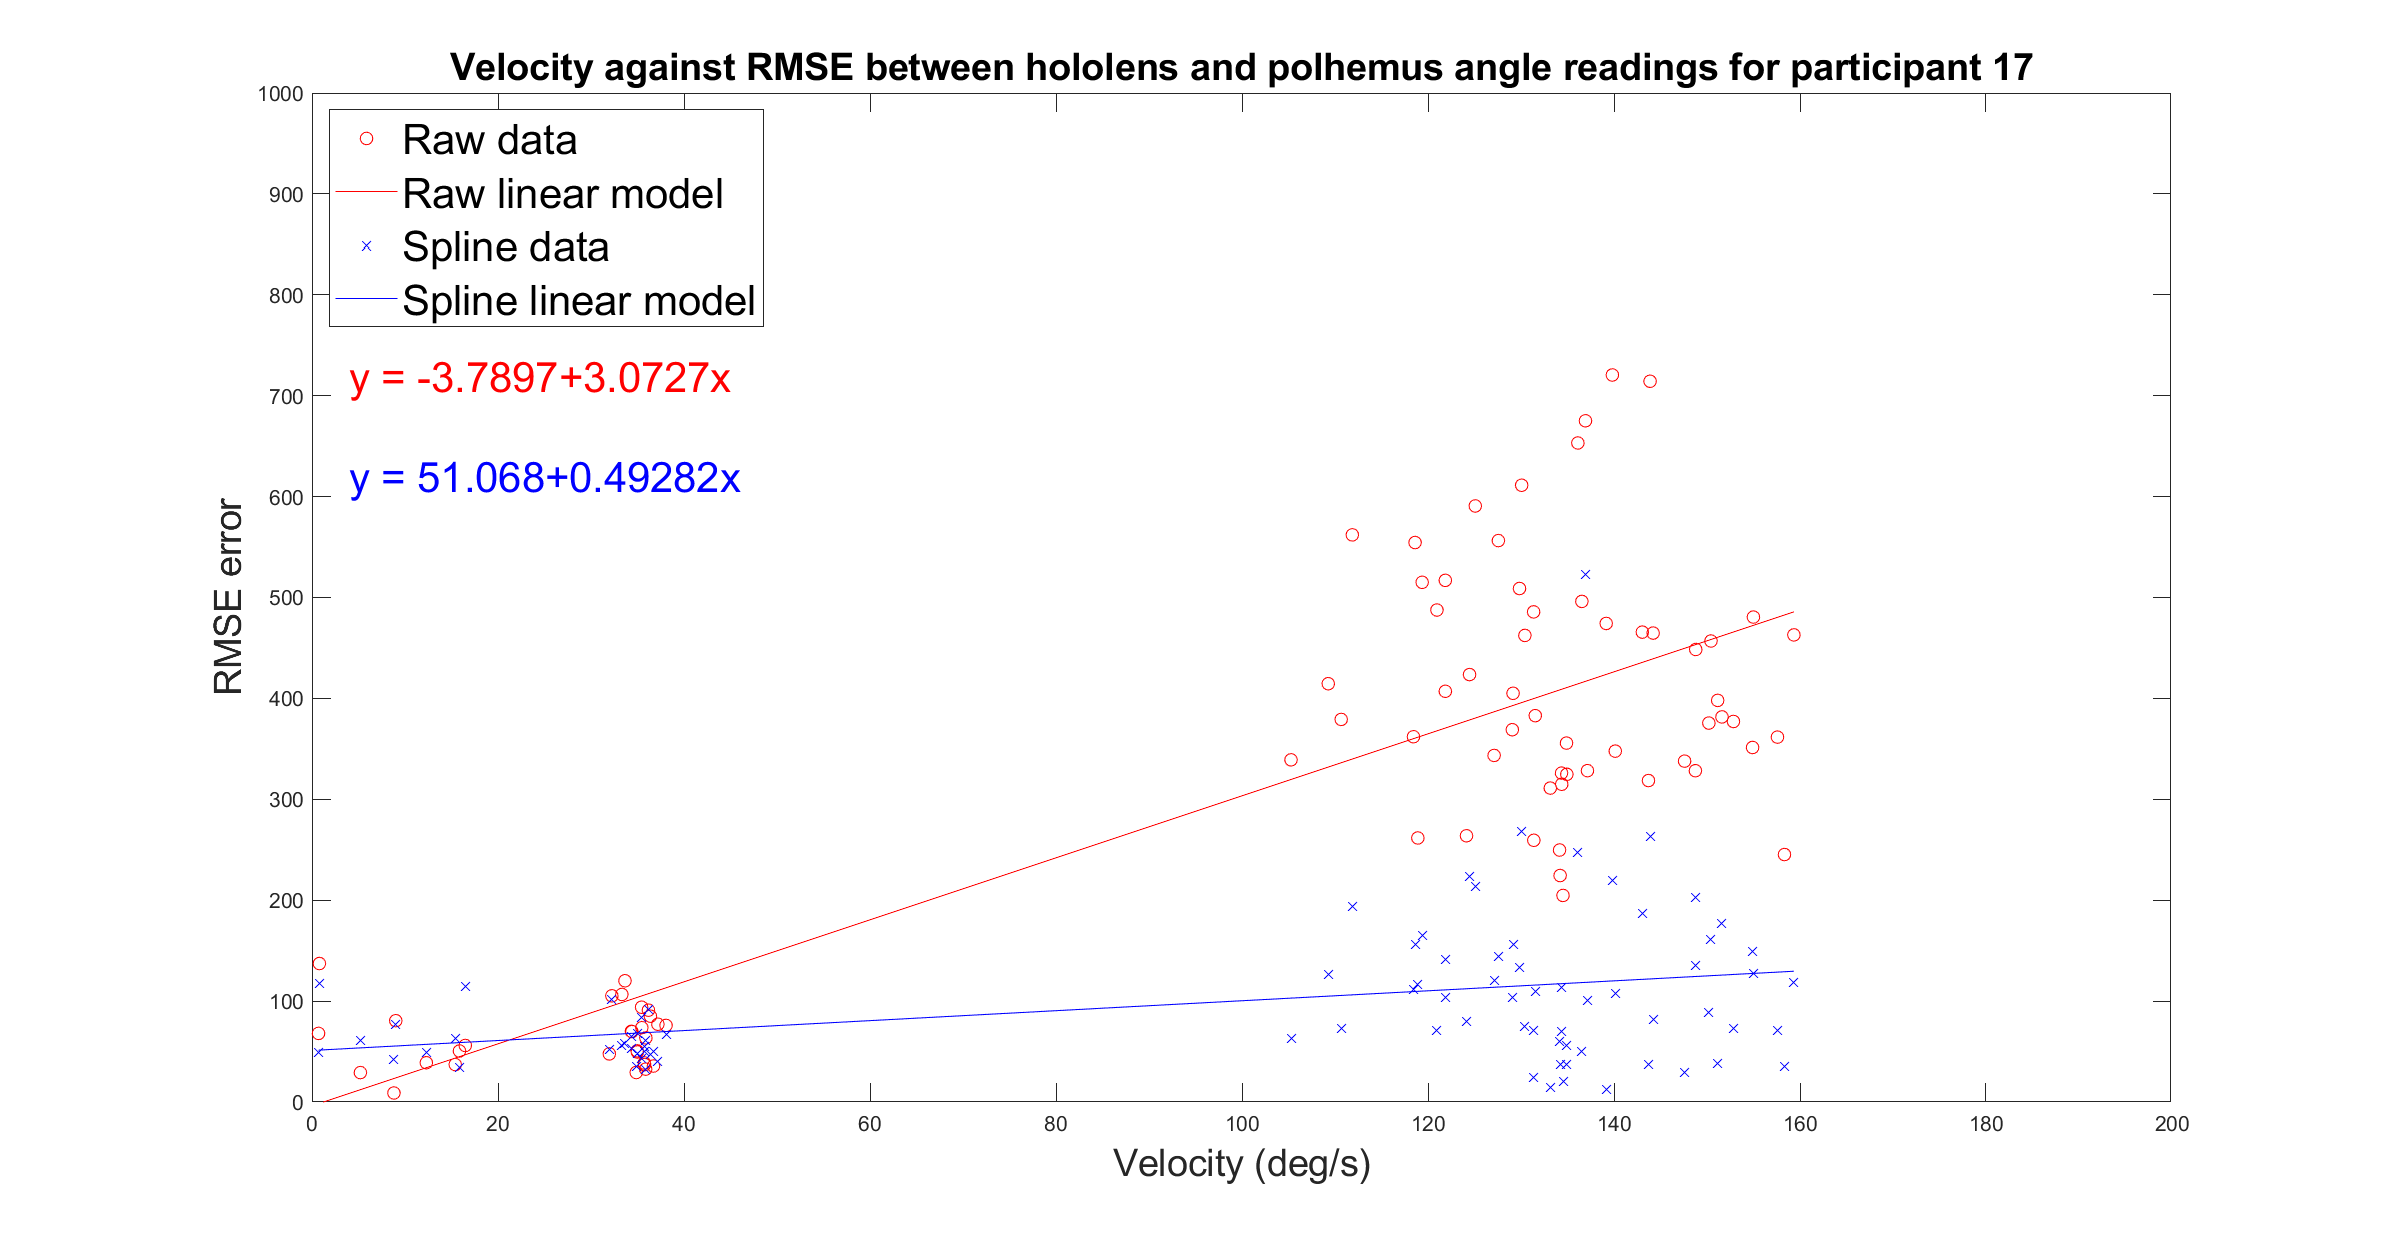 Velocity against RMSE between hololens and polhemus angle readings for participant 17
1000
900
800
700
600
500
400
300
200
100
0
RMSE error
Raw data
Raw linear model
Spline data
Spline linear model
y = -3.7897+3.0727x
y = 51.068+0.49282x
0 20 40 60 80 100 120 140 160 180 200
Velocity (deg/s)